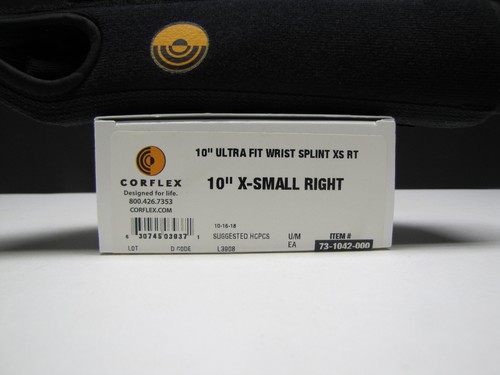 10" ULTRA FIT WRIST SPLINT XS RT
10" X-SMALL RIGHT
CORFLEX
Designed for life.
800.426.7353
CORFLEX.COM
10-16-18
SUGGESTED HCPCS
U/M
ITEM #
EA
73-1042-000
LOT
D CODE
L3908